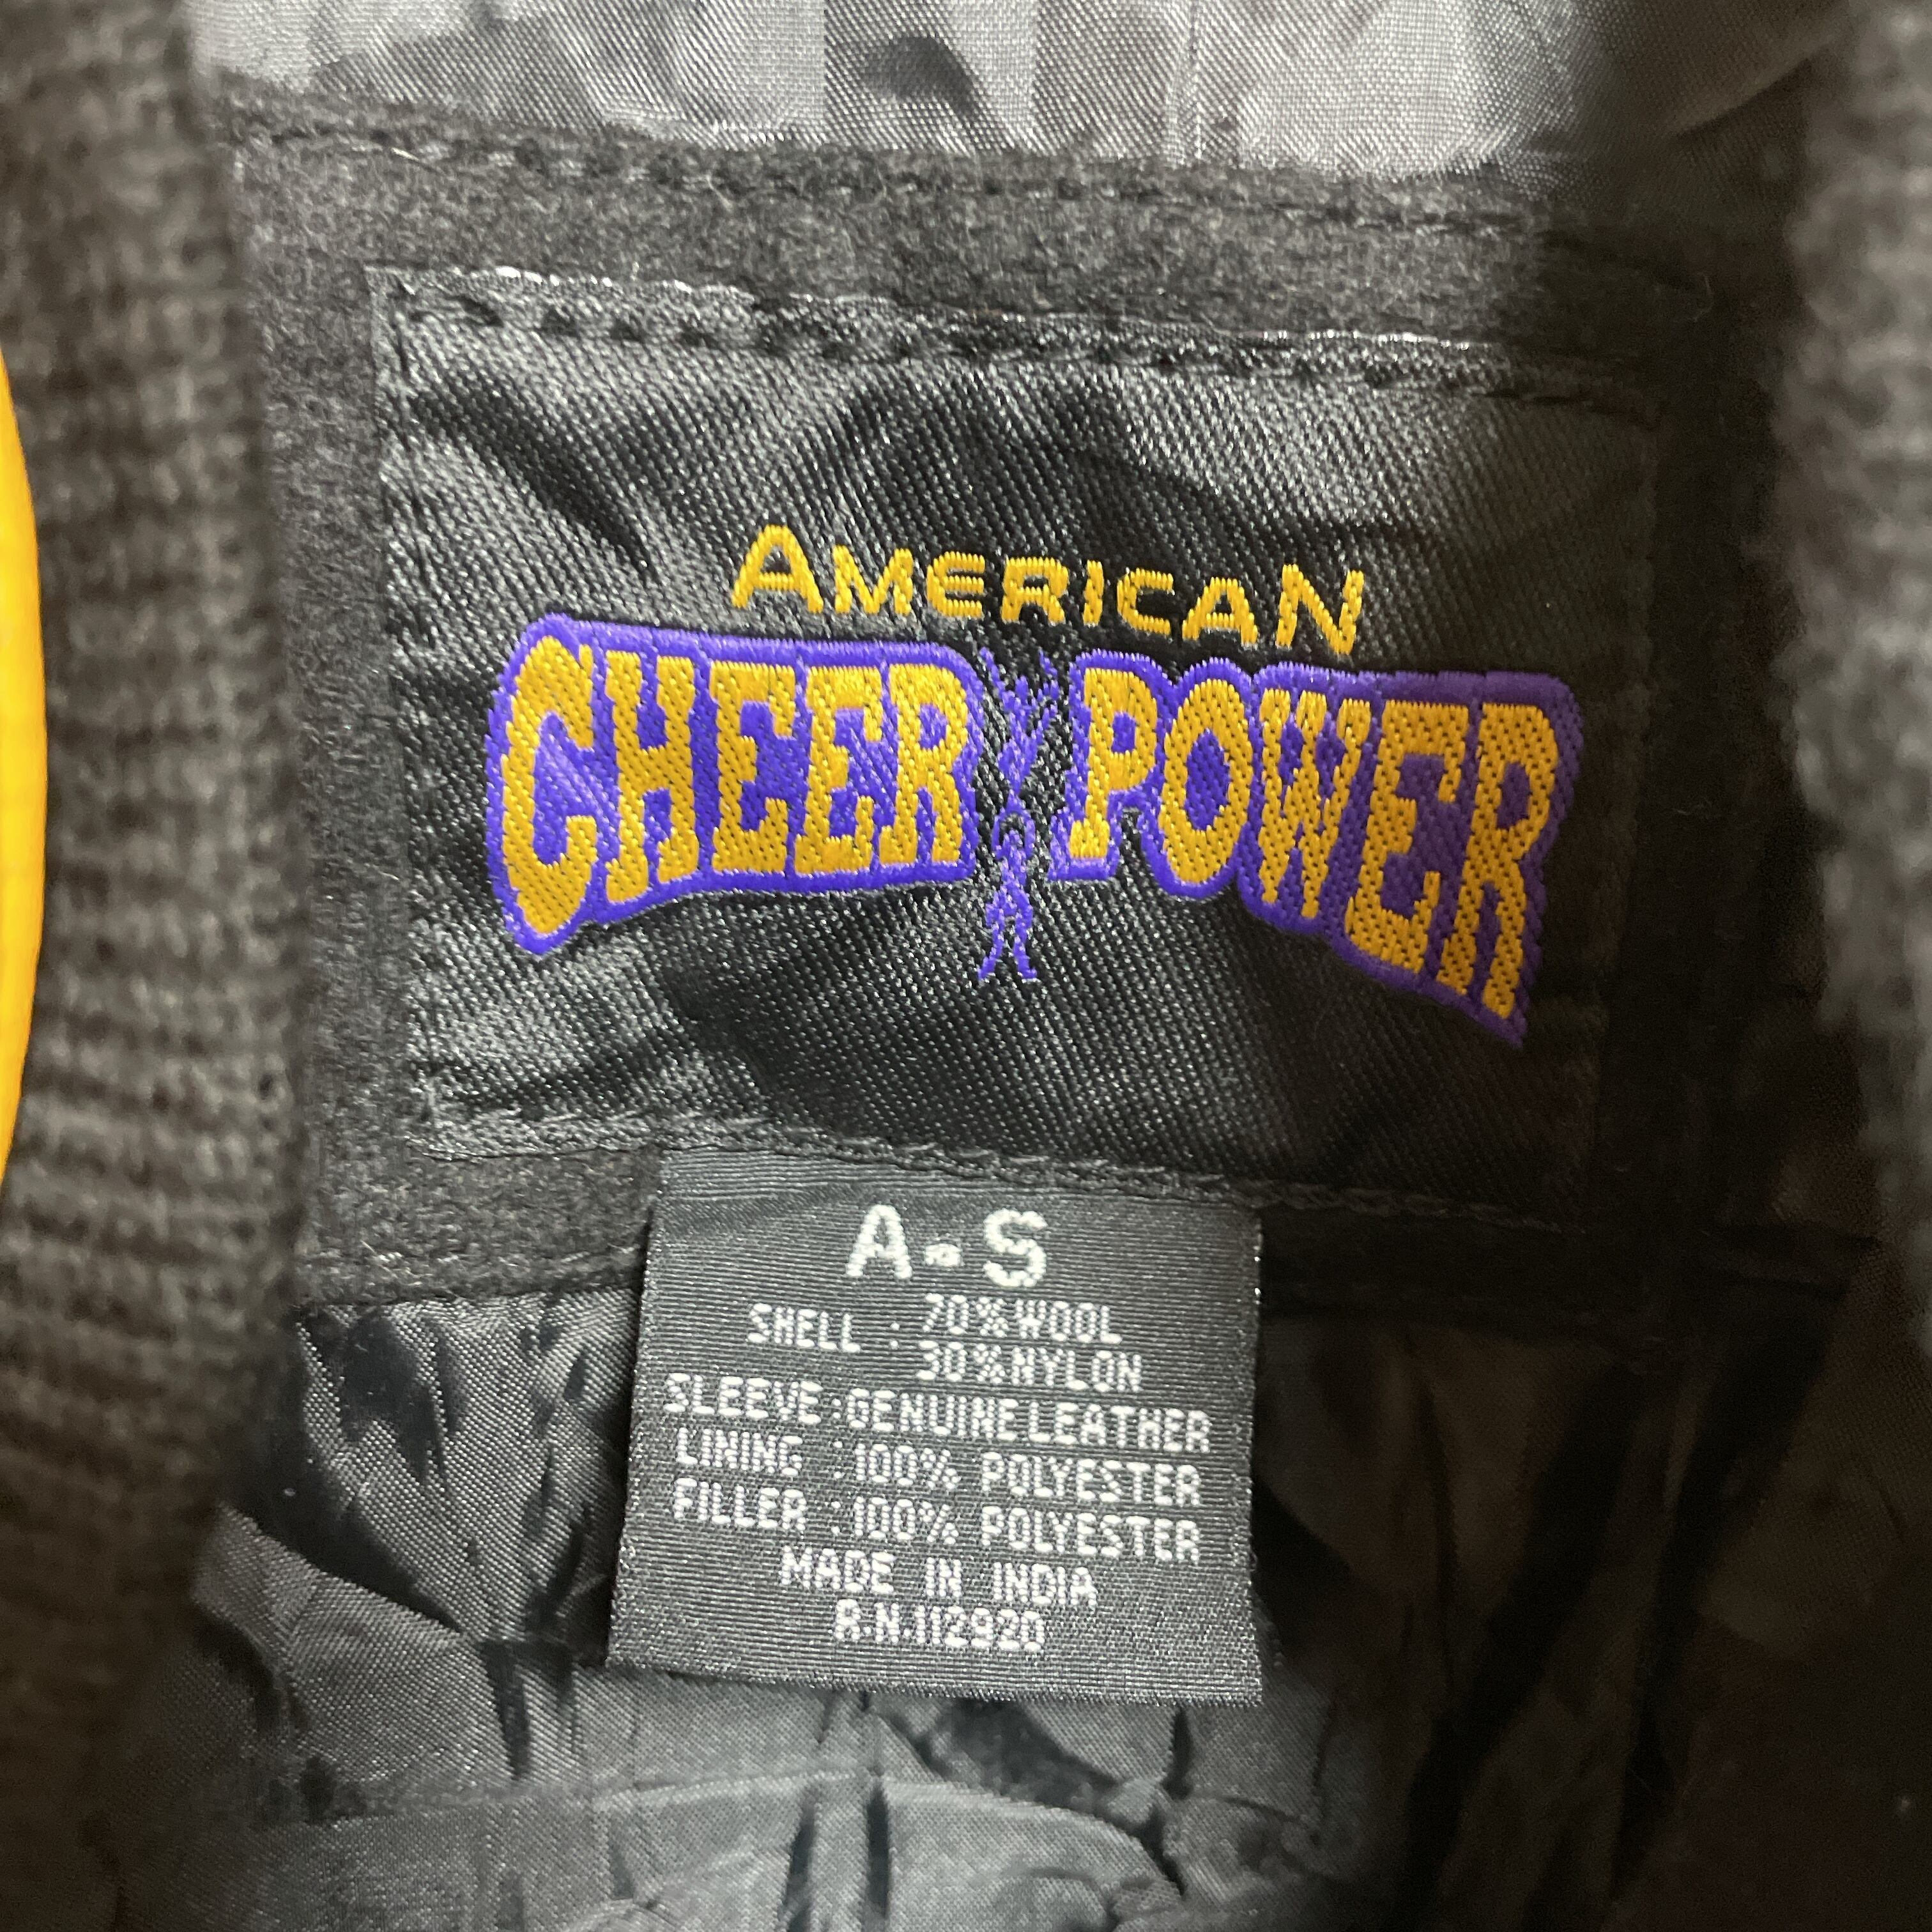 AMERICAN
CHEER POWER
A-S
SHELL : 70% WOOL
30% NYLON
SLEEVE: GENUINE LEATHER
LINING : 100% POLYESTER
FILLER : 100% POLYESTER
MADE IN INDIA
R.N.112920